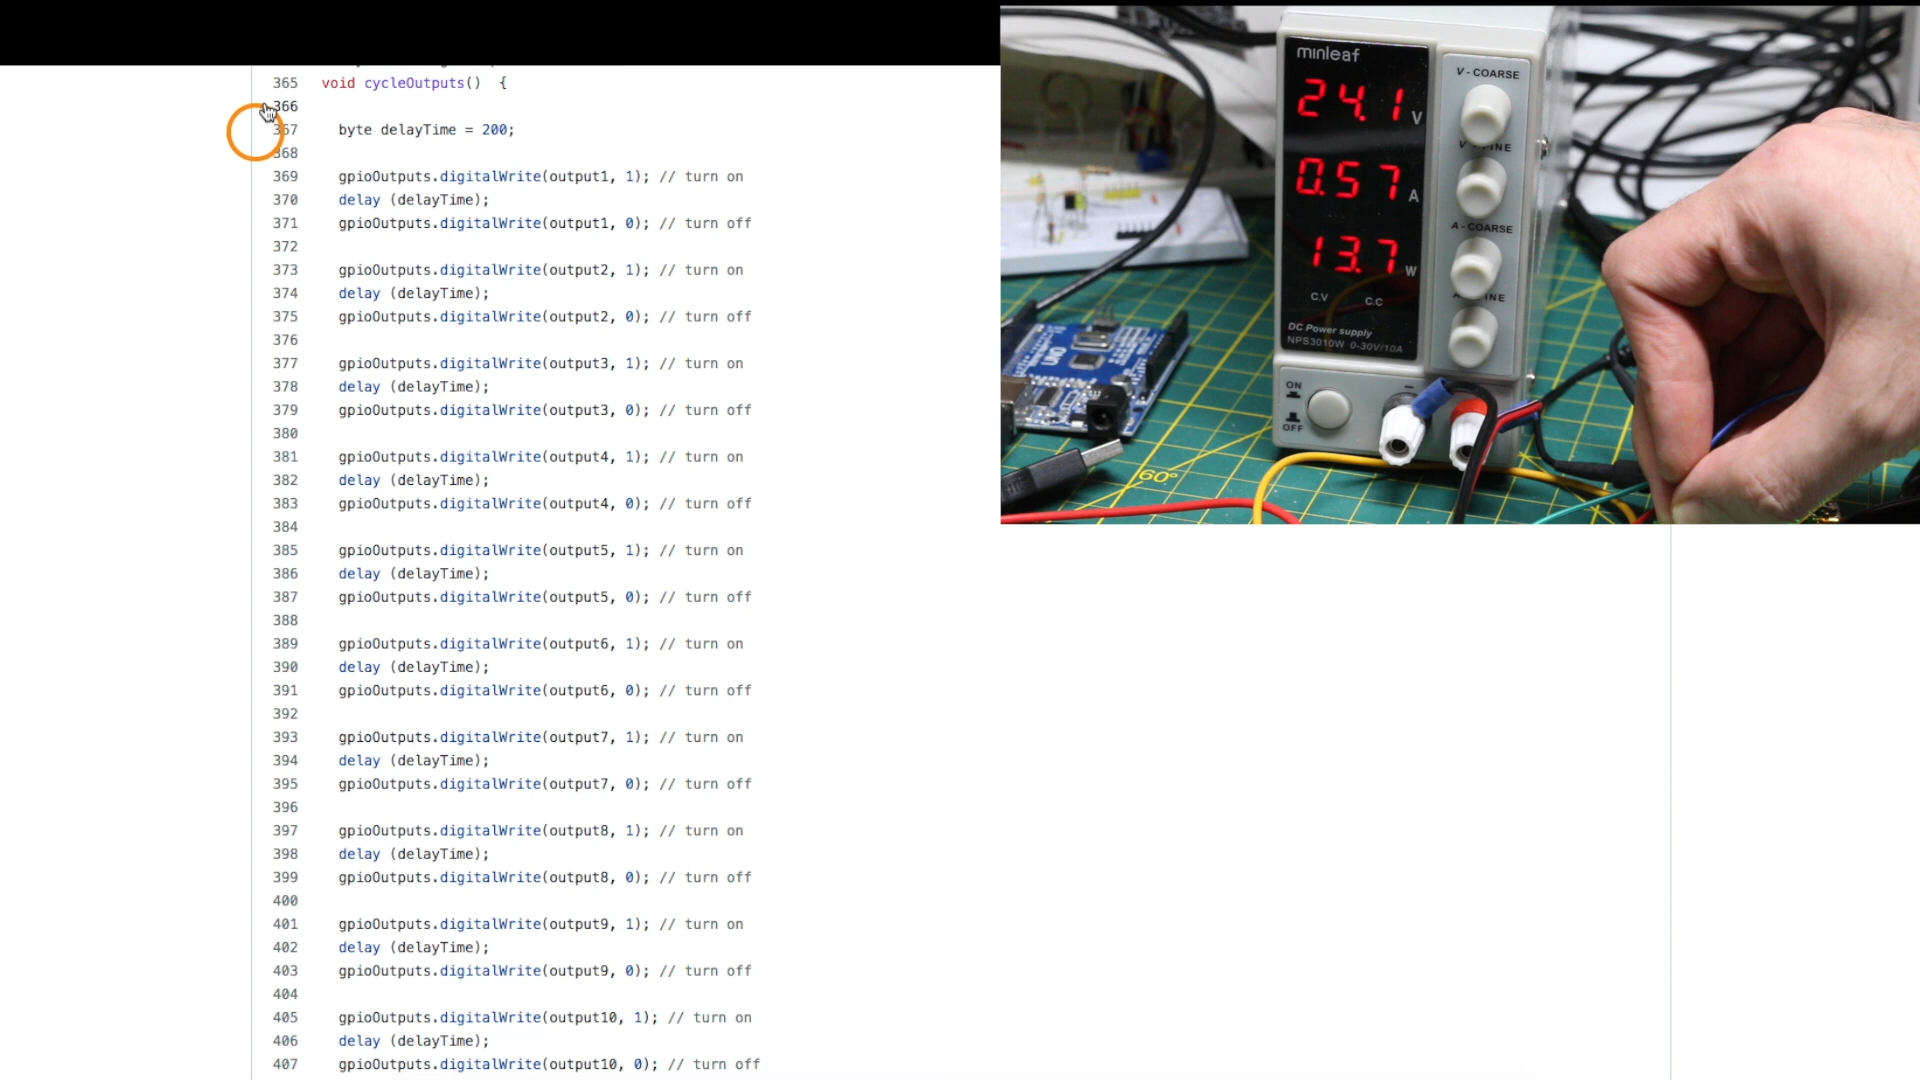 365 void cycleOutputs() {
366
367 byte delayTime = 200;
368
369 gpioOutputs.digitalWrite(output1, 1); // turn on
370 delay (delayTime);
371 gpioOutputs.digitalWrite(output1, 0); // turn off
372
373 gpioOutputs.digitalWrite(output2, 1); // turn on
374 delay (delayTime);
375 gpioOutputs.digitalWrite(output2, 0); // turn off
376
377 gpioOutputs.digitalWrite(output3, 1); // turn on
378 delay (delayTime);
379 gpioOutputs.digitalWrite(output3, 0); // turn off
380
381 gpioOutputs.digitalWrite(output4, 1); // turn on
382 delay (delayTime);
383 gpioOutputs.digitalWrite(output4, 0); // turn off
384
385 gpioOutputs.digitalWrite(output5, 1); // turn on
386 delay (delayTime);
387 gpioOutputs.digitalWrite(output5, 0); // turn off
388
389 gpioOutputs.digitalWrite(output6, 1); // turn on
390 delay (delayTime);
391 gpioOutputs.digitalWrite(output6, 0); // turn off
392
393 gpioOutputs.digitalWrite(output7, 1); // turn on
394 delay (delayTime);
395 gpioOutputs.digitalWrite(output7, 0); // turn off
396
397 gpioOutputs.digitalWrite(output8, 1); // turn on
398 delay (delayTime);
399 gpioOutputs.digitalWrite(output8, 0); // turn off
400
401 gpioOutputs.digitalWrite(output9, 1); // turn on
402 delay (delayTime);
403 gpioOutputs.digitalWrite(output9, 0); // turn off
404
405 gpioOutputs.digitalWrite(output10, 1); // turn on
406 delay (delayTime);
407 gpioOutputs.digitalWrite(output10, 0); // turn off
minleaf
24.1 V
0.57 A
13.7 W
C.V C.C
DC Power supply
NPS3010W 0-30V/10A
V - COARSE
A - COARSE
ON
OFF
−
UNO
60°